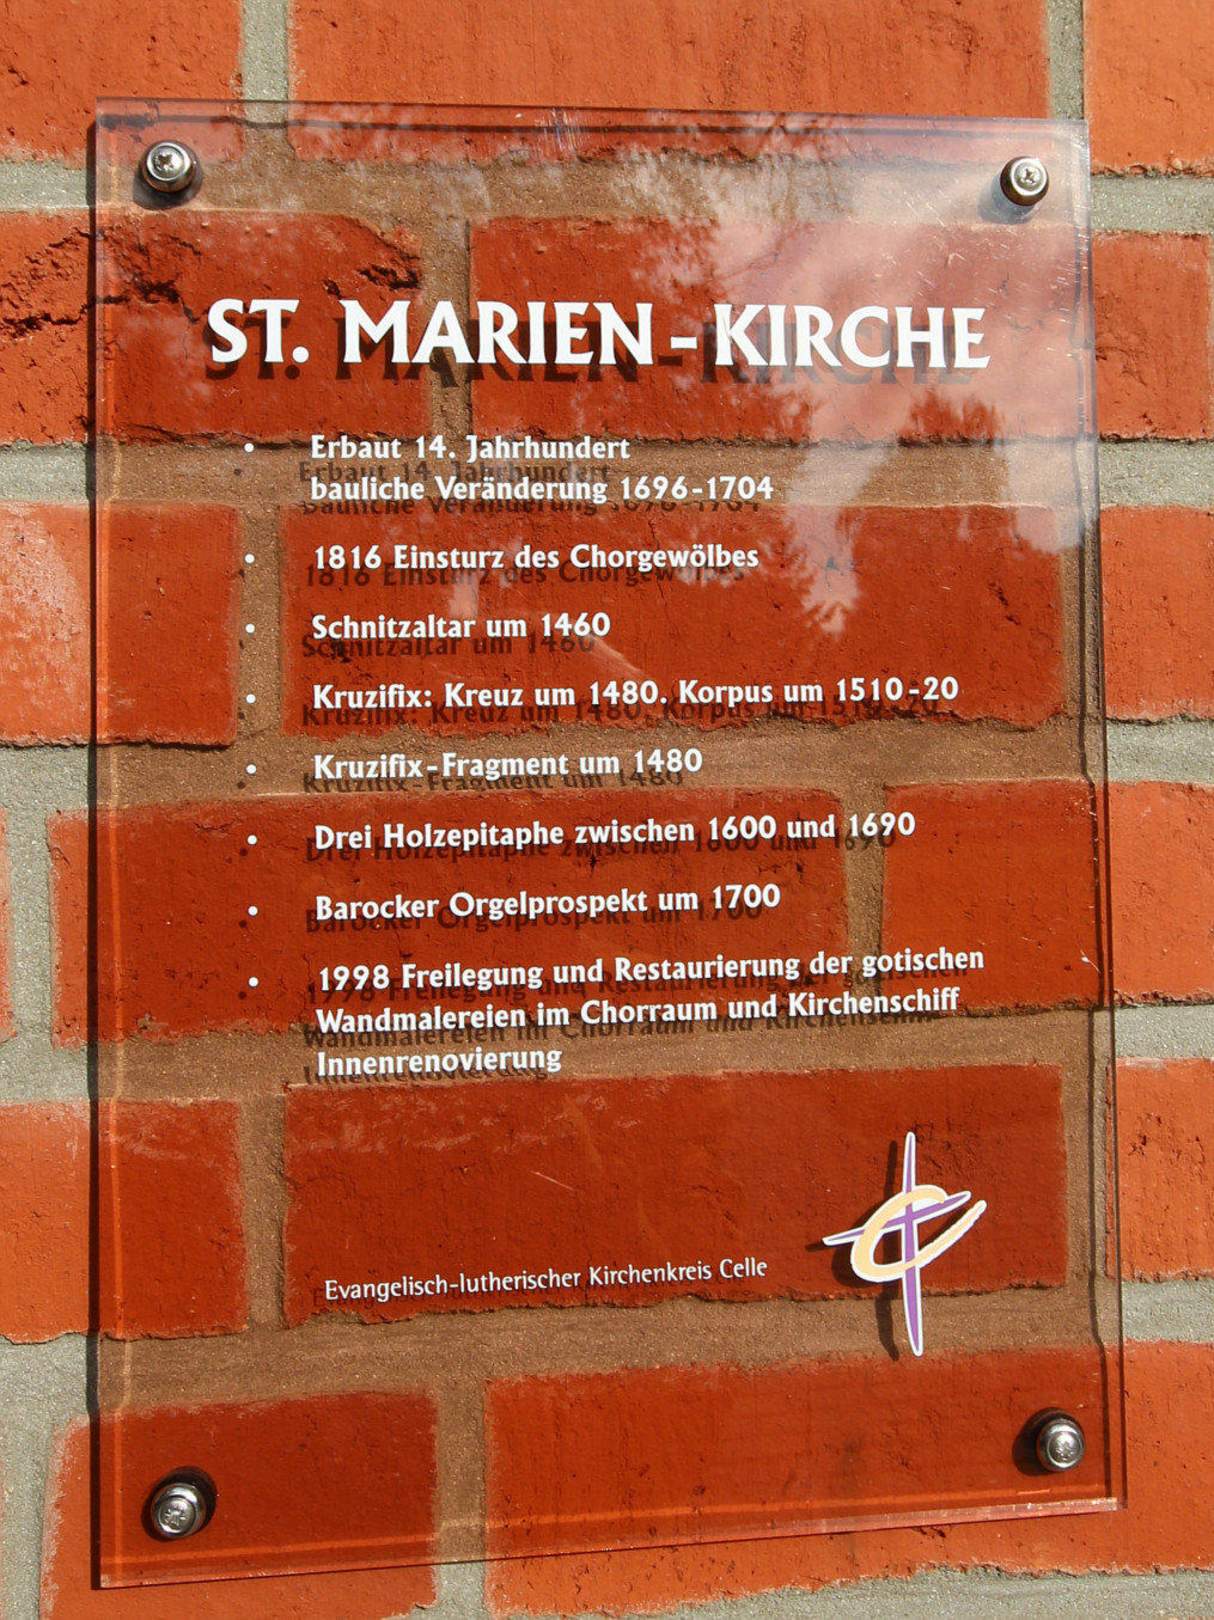 ST. MARIEN-KIRCHE
• Erbaut 14. Jahrhundert
bauliche Veränderung 1696-1704
• 1816 Einsturz des Chorgewölbes
• Schnitzaltar um 1460
• Kruzifix: Kreuz um 1480. Korpus um 1510-20
• Kruzifix-Fragment um 1480
• Drei Holzepitaphe zwischen 1600 und 1690
• Barocker Orgelprospekt um 1700
• 1998 Freilegung und Restaurierung der gotischen
Wandmalereien im Chorraum und Kirchenschiff
Innenrenovierung
Evangelisch-lutherischer Kirchenkreis Celle